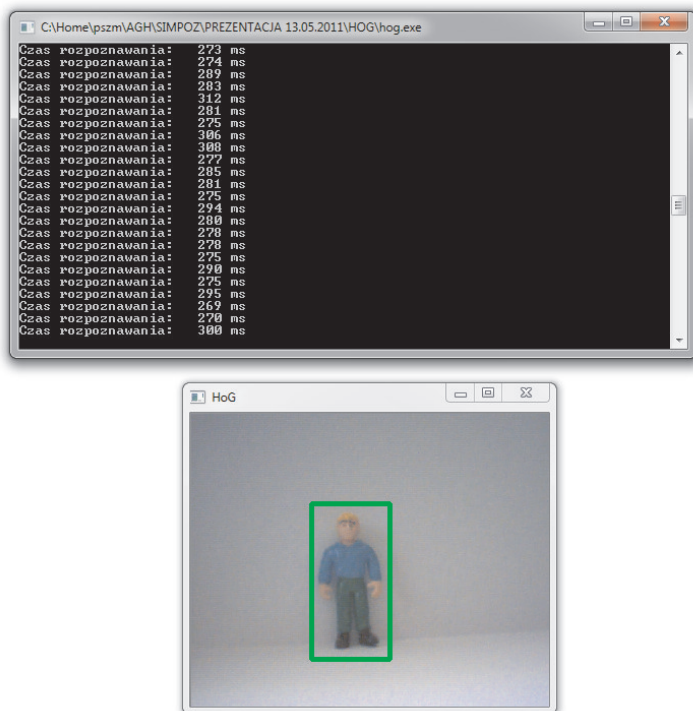 C:\Home\pszm\AGH\SIMPOZ\PREZENTACJA 13.05.2011\HOG\hog.exe
Czas rozpoznawania: 273 ms
Czas rozpoznawania: 274 ms
Czas rozpoznawania: 289 ms
Czas rozpoznawania: 283 ms
Czas rozpoznawania: 312 ms
Czas rozpoznawania: 281 ms
Czas rozpoznawania: 275 ms
Czas rozpoznawania: 306 ms
Czas rozpoznawania: 308 ms
Czas rozpoznawania: 277 ms
Czas rozpoznawania: 285 ms
Czas rozpoznawania: 281 ms
Czas rozpoznawania: 275 ms
Czas rozpoznawania: 294 ms
Czas rozpoznawania: 280 ms
Czas rozpoznawania: 278 ms
Czas rozpoznawania: 278 ms
Czas rozpoznawania: 275 ms
Czas rozpoznawania: 290 ms
Czas rozpoznawania: 275 ms
Czas rozpoznawania: 295 ms
Czas rozpoznawania: 269 ms
Czas rozpoznawania: 270 ms
Czas rozpoznawania: 300 ms
HoG